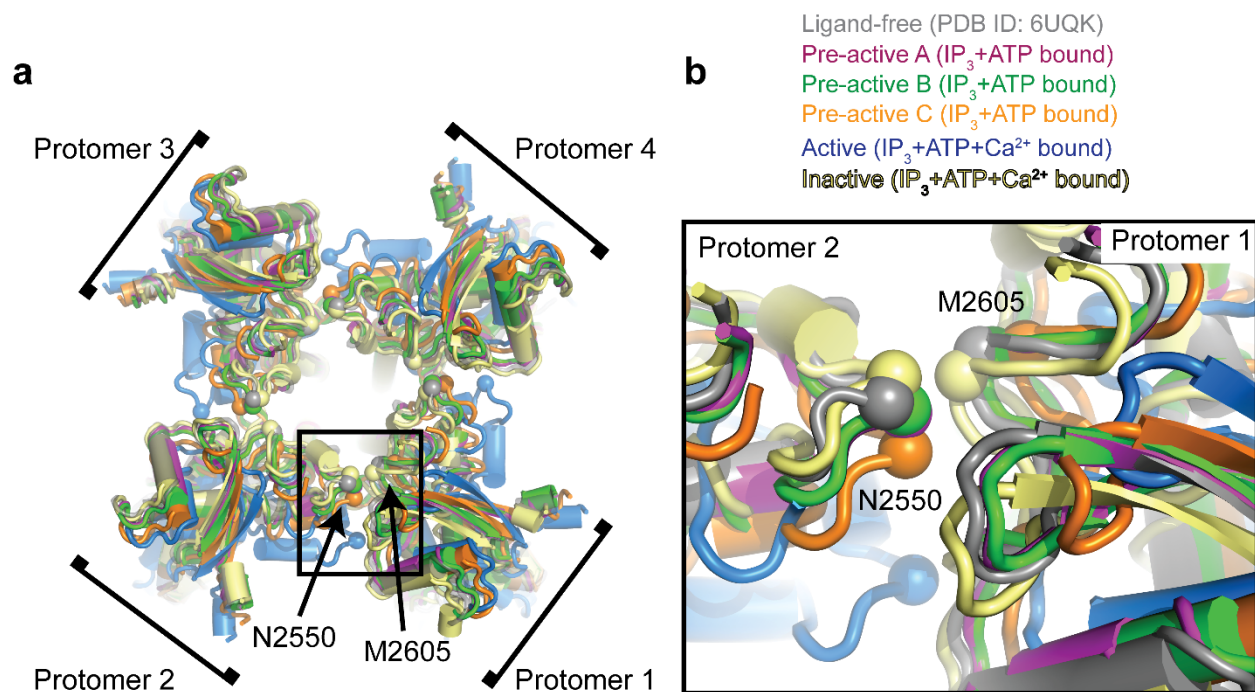 a
Protomer 3
Protomer 4
N2550
M2605
Protomer 2
Protomer 1
b
Ligand-free (PDB ID: 6UQK)
Pre-active A (IP₃+ATP bound)
Pre-active B (IP₃+ATP bound)
Pre-active C (IP₃+ATP bound)
Active (IP₃+ATP+Ca²⁺ bound)
Inactive (IP₃+ATP+Ca²⁺ bound)
Protomer 2
Protomer 1
M2605
N2550